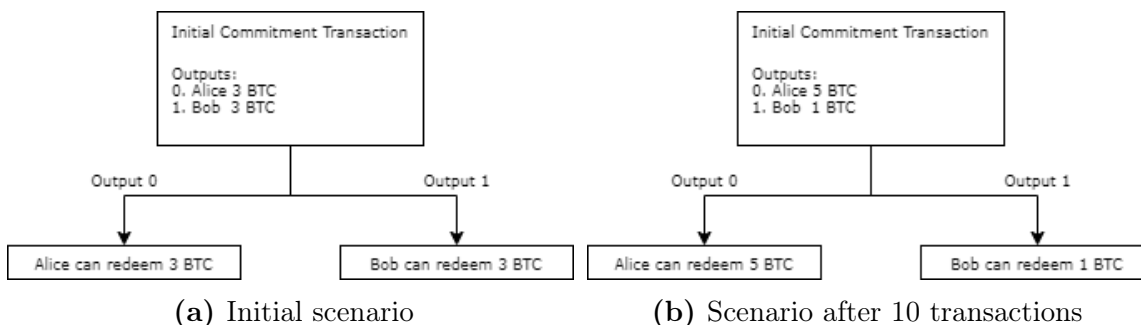 Initial Commitment Transaction
Outputs:
0. Alice 3 BTC
1. Bob  3 BTC
Output 0
Output 1
Alice can redeem 3 BTC
Bob can redeem 3 BTC
(a) Initial scenario
Initial Commitment Transaction
Outputs:
0. Alice 5 BTC
1. Bob  1 BTC
Output 0
Output 1
Alice can redeem 5 BTC
Bob can redeem 1 BTC
(b) Scenario after 10 transactions